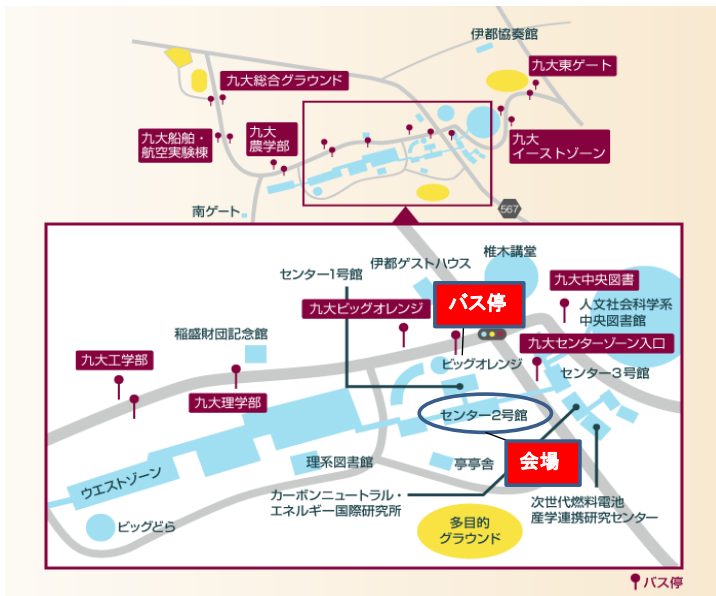 伊都協奏館
九大総合グラウンド
九大東ゲート
九大船舶・
航空実験棟
九大
農学部
九大
イーストゾーン
南ゲート
567
椎木講堂
伊都ゲストハウス
センター1号館
九大中央図書
バス停
九大ビッグオレンジ
人文社会科学系
中央図書館
稲盛財団記念館
九大センターゾーン入口
九大工学部
ビッグオレンジ
センター3号館
九大理学部
センター2号館
会場
理系図書館
亭亭舎
ウエストゾーン
カーボンニュートラル・
エネルギー国際研究所
次世代燃料電池
産学連携研究センター
ビッグどら
多目的
グラウンド
バス停